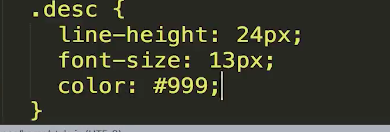 .desc {
line-height: 24px;
font-size: 13px;
color: #999;
}